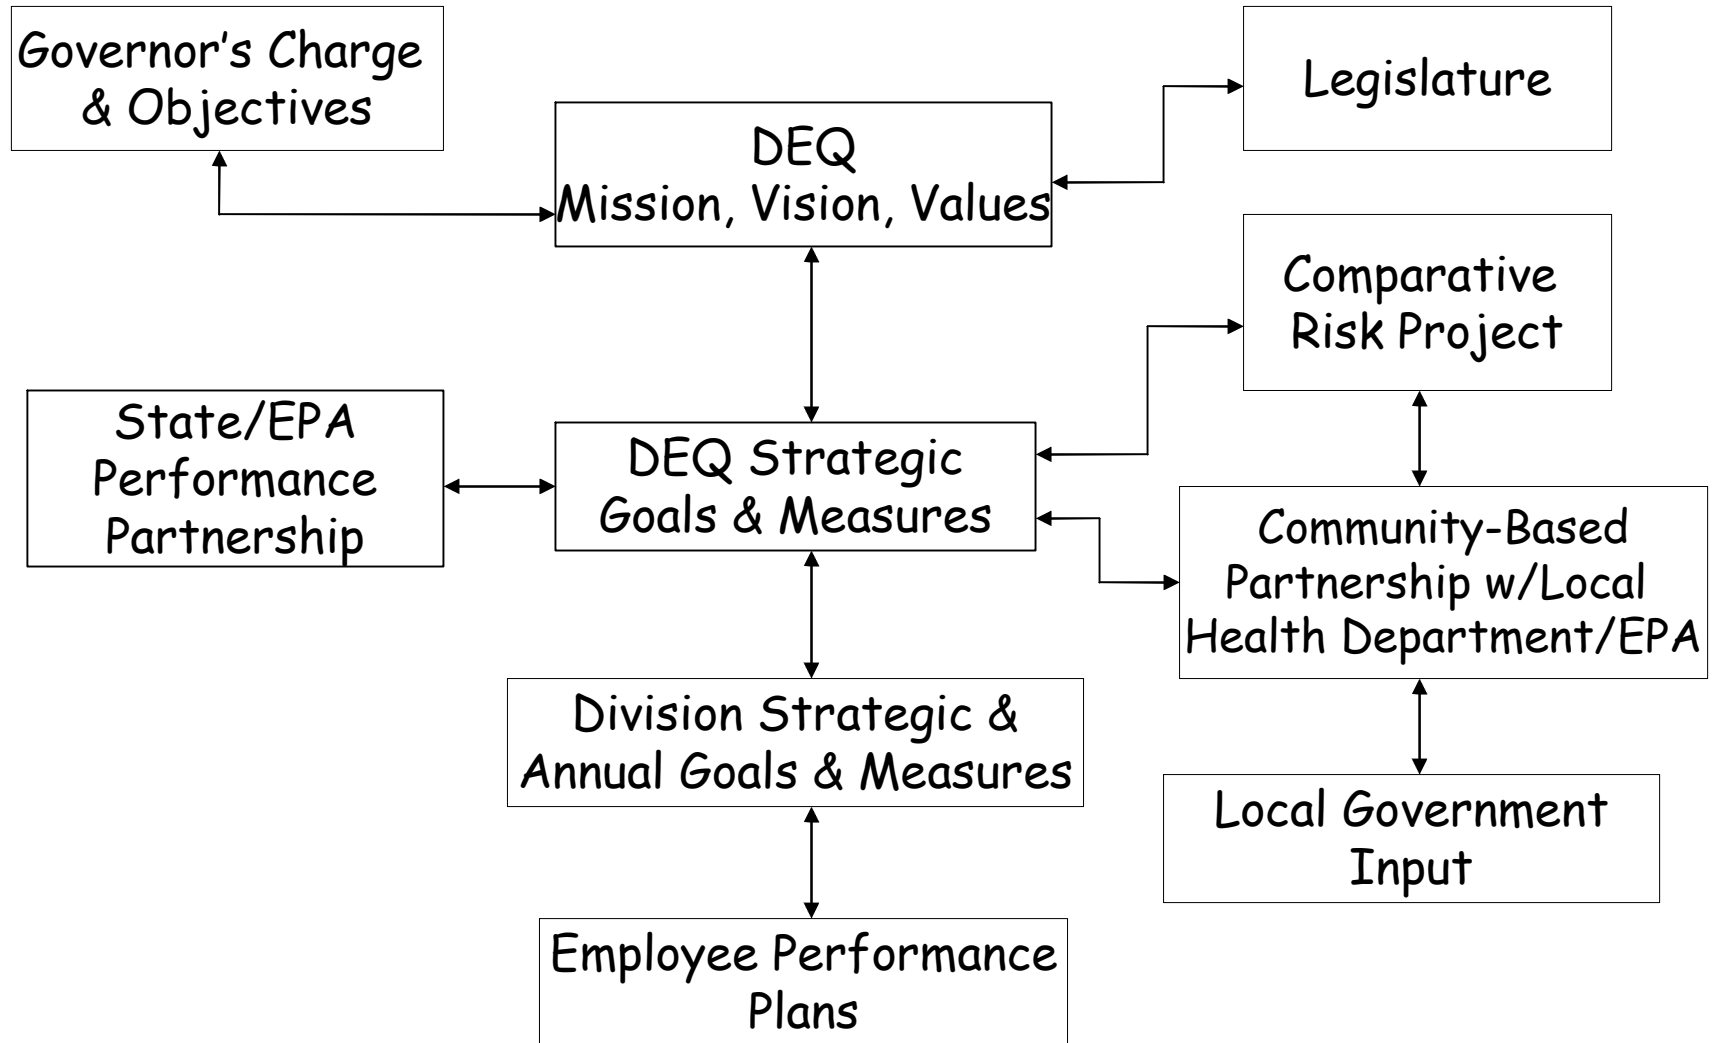 Governor's Charge
& Objectives
Legislature
DEQ
Mission, Vision, Values
Comparative
Risk Project
State/EPA
Performance
Partnership
DEQ Strategic
Goals & Measures
Community-Based
Partnership w/Local
Health Department/EPA
Division Strategic &
Annual Goals & Measures
Local Government
Input
Employee Performance
Plans